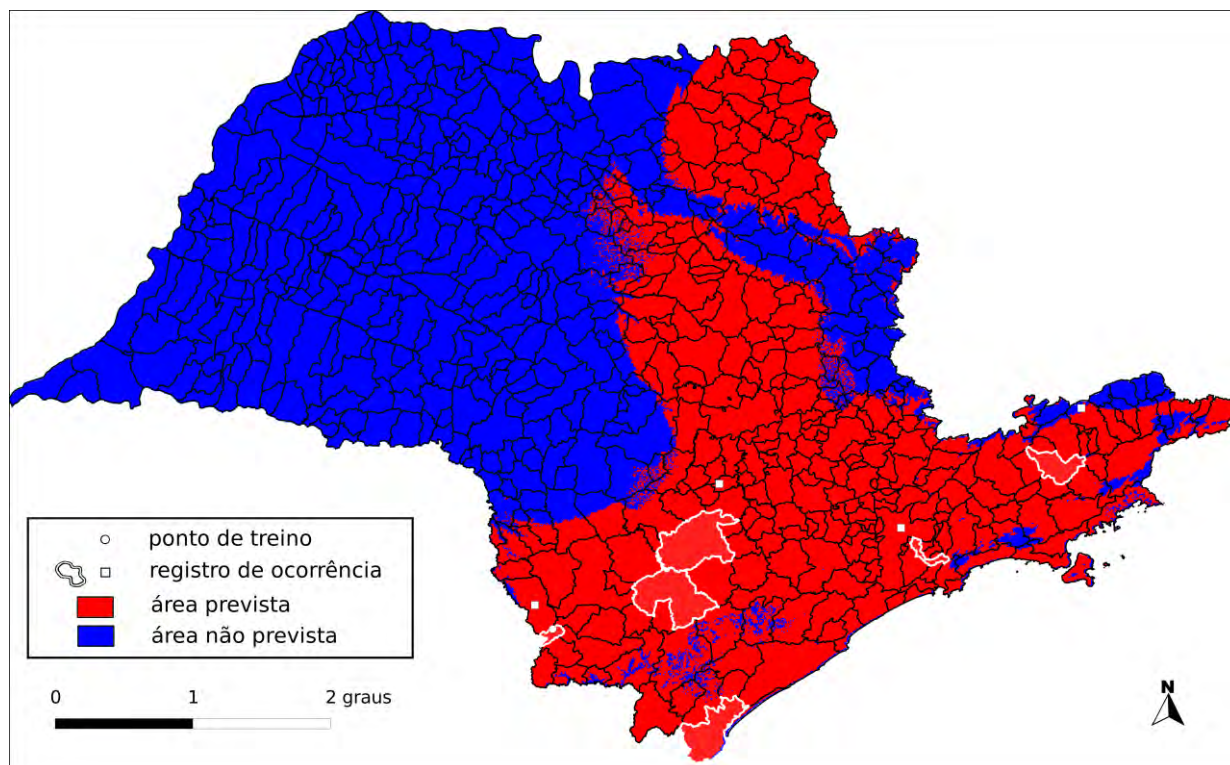 ponto de treino
registro de ocorrência
área prevista
área não prevista
0 1 2 graus
N